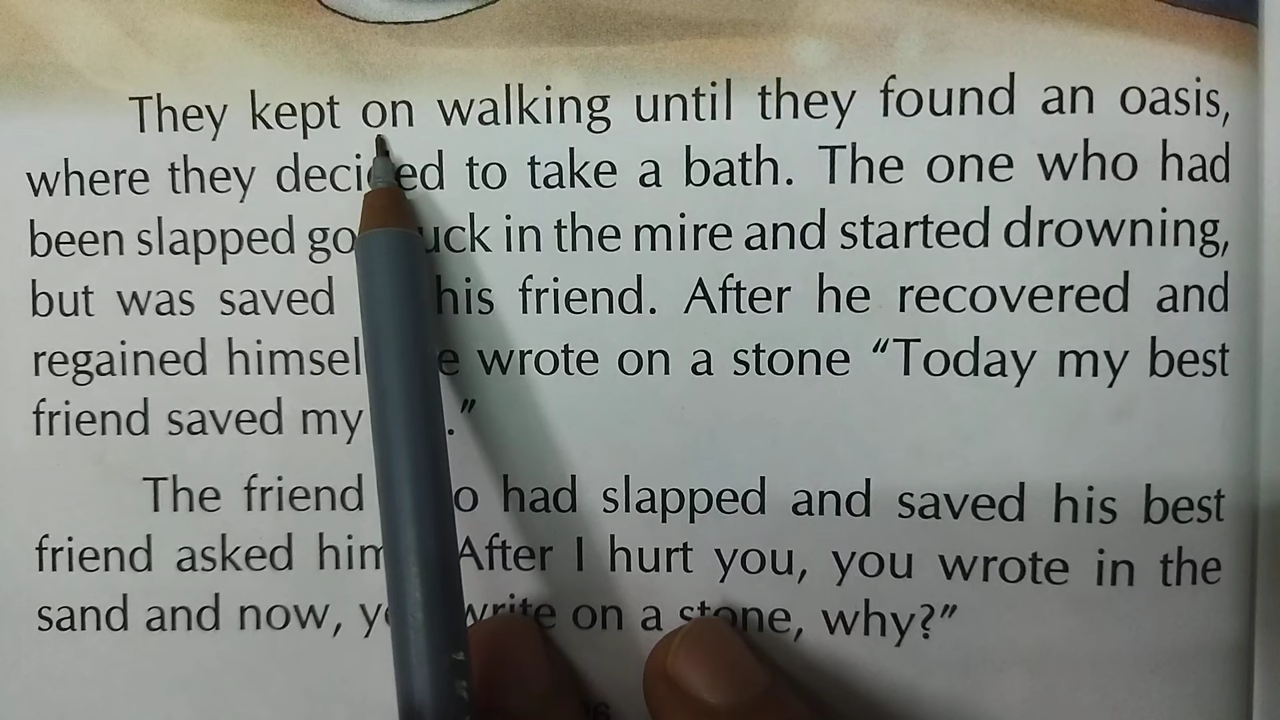 They kept on walking until they found an oasis,
where they decided to take a bath. The one who had
been slapped go uck in the mire and started drowning,
but was saved his friend. After he recovered and
regained himsel e wrote on a stone “Today my best
friend saved my .”
The friend o had slapped and saved his best
friend asked him After I hurt you, you wrote in the
sand and now, y write on a stone, why?”